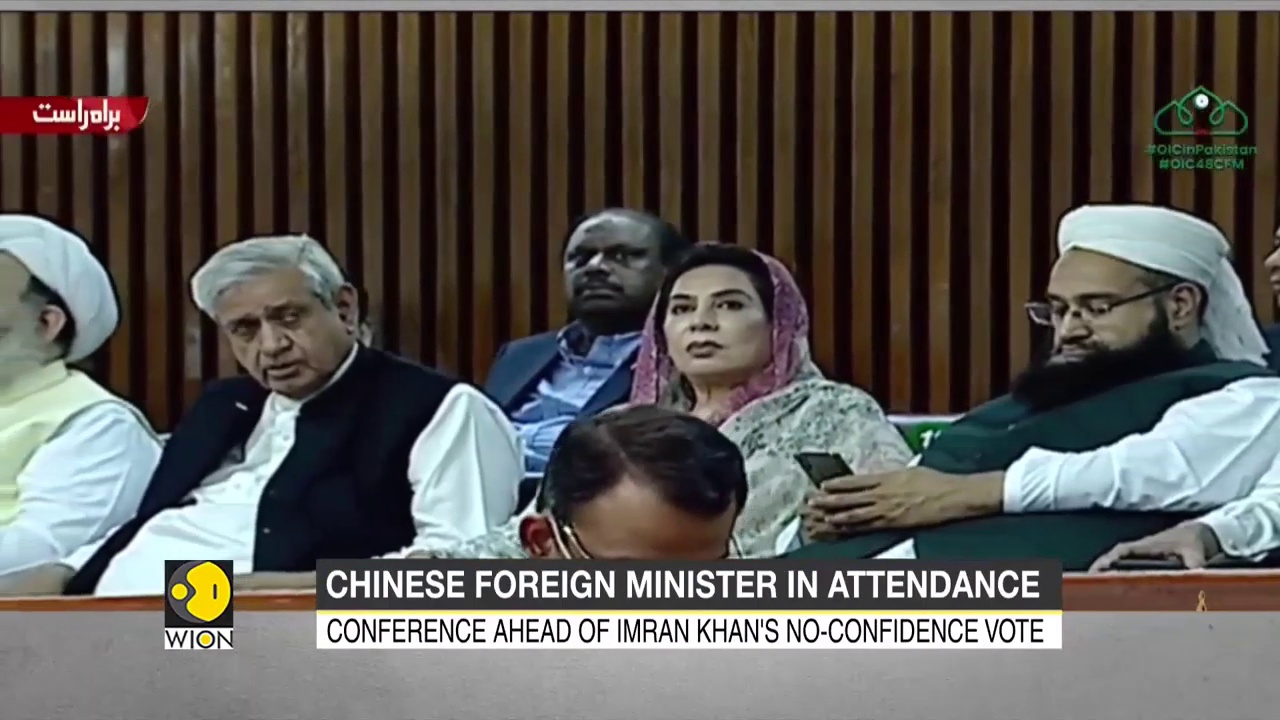 براہ راست
#OICinPakistan
#OIC48CFM
CHINESE FOREIGN MINISTER IN ATTENDANCE
CONFERENCE AHEAD OF IMRAN KHAN'S NO-CONFIDENCE VOTE
WION